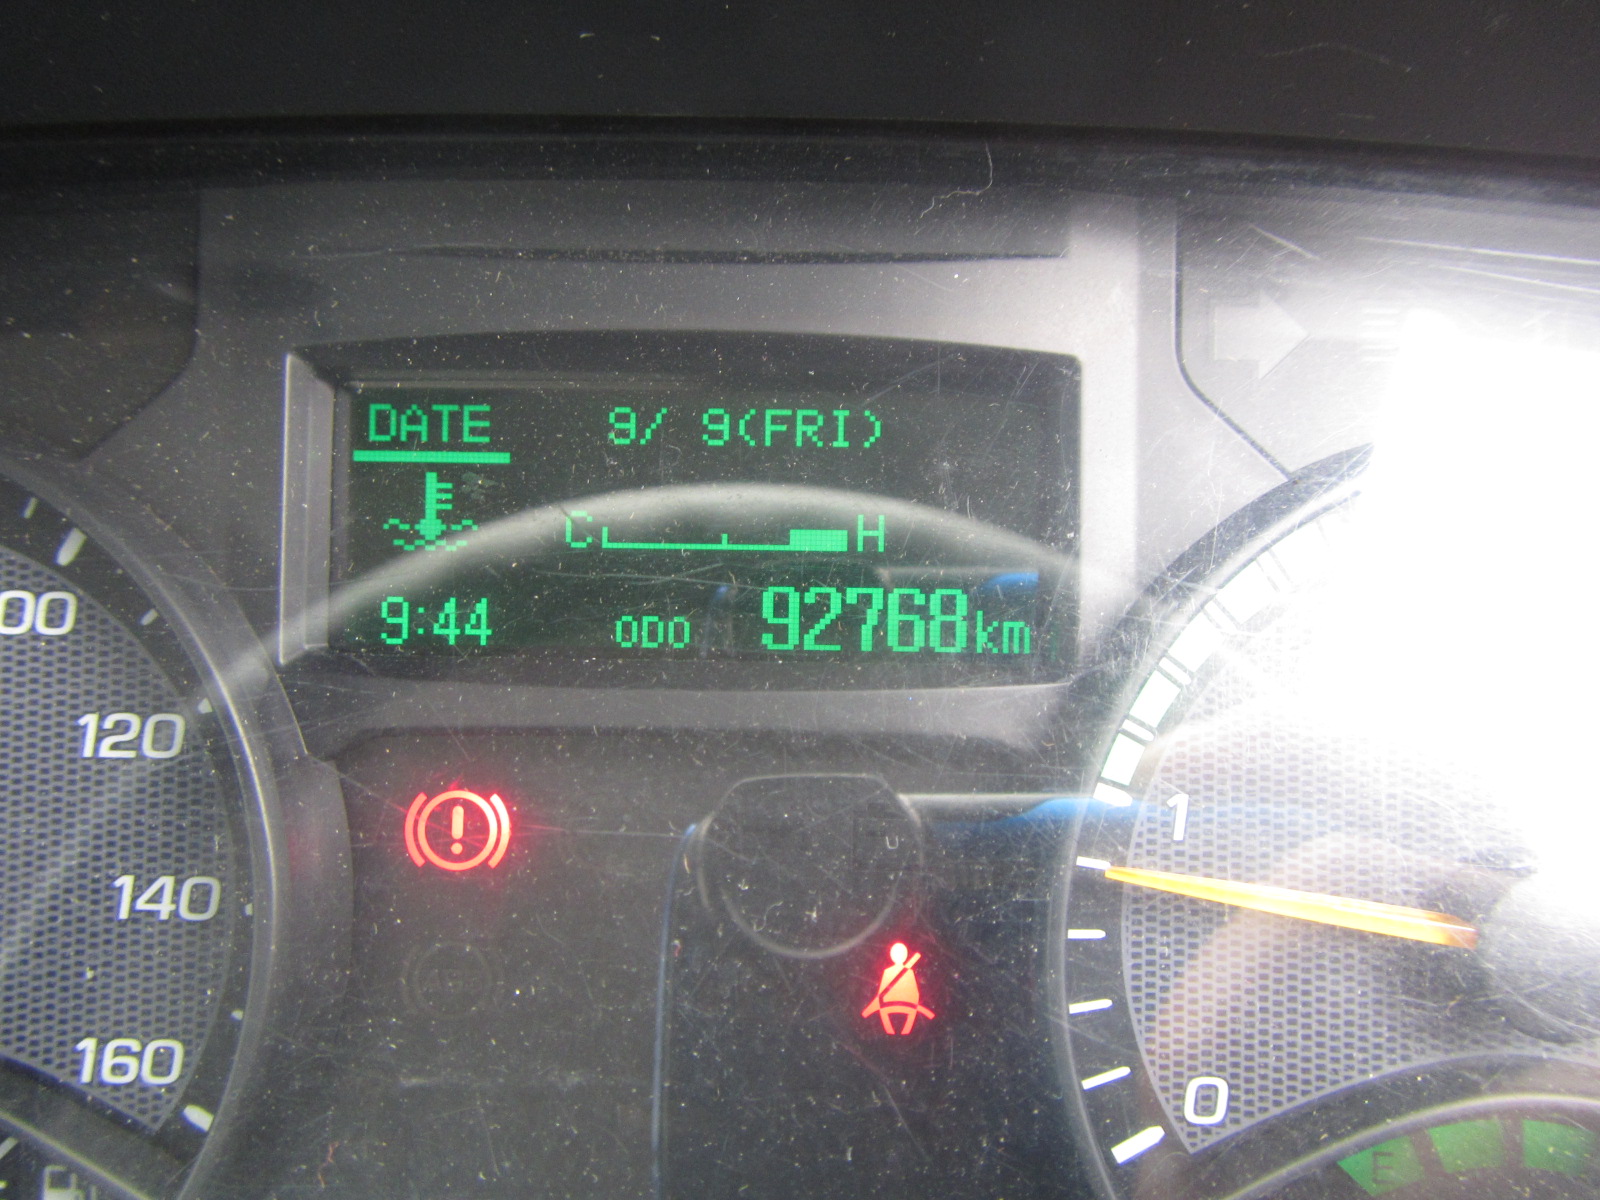 DATE 9/ 9(FRI)
C H
9:44 ODO 92768km
00
120
140
160
1
0
E